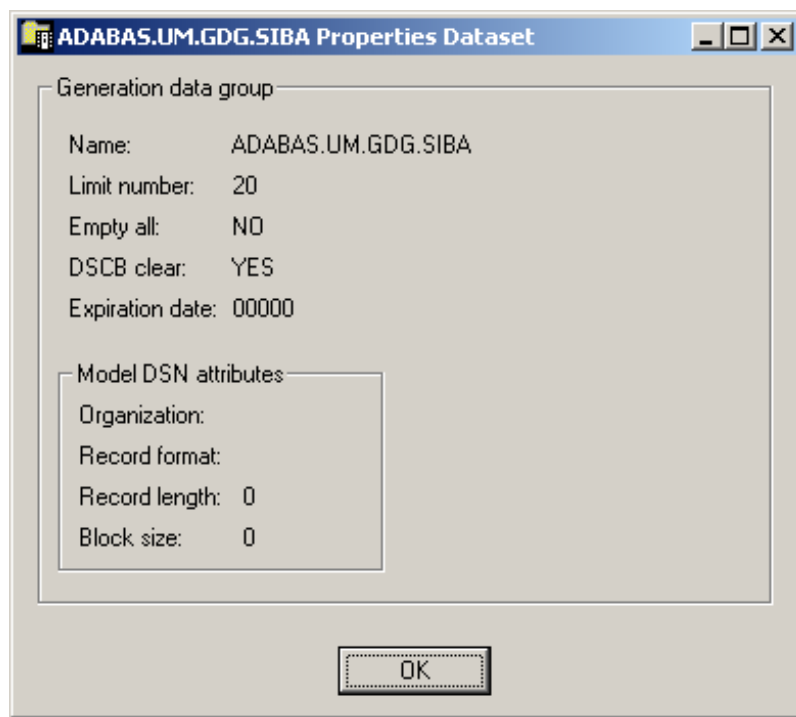 ADABAS.UM.GDG.SIBA Properties Dataset
Generation data group
Name: ADABAS.UM.GDG.SIBA
Limit number: 20
Empty all: NO
DSCB clear: YES
Expiration date: 00000
Model DSN attributes
Organization:
Record format:
Record length: 0
Block size: 0
OK